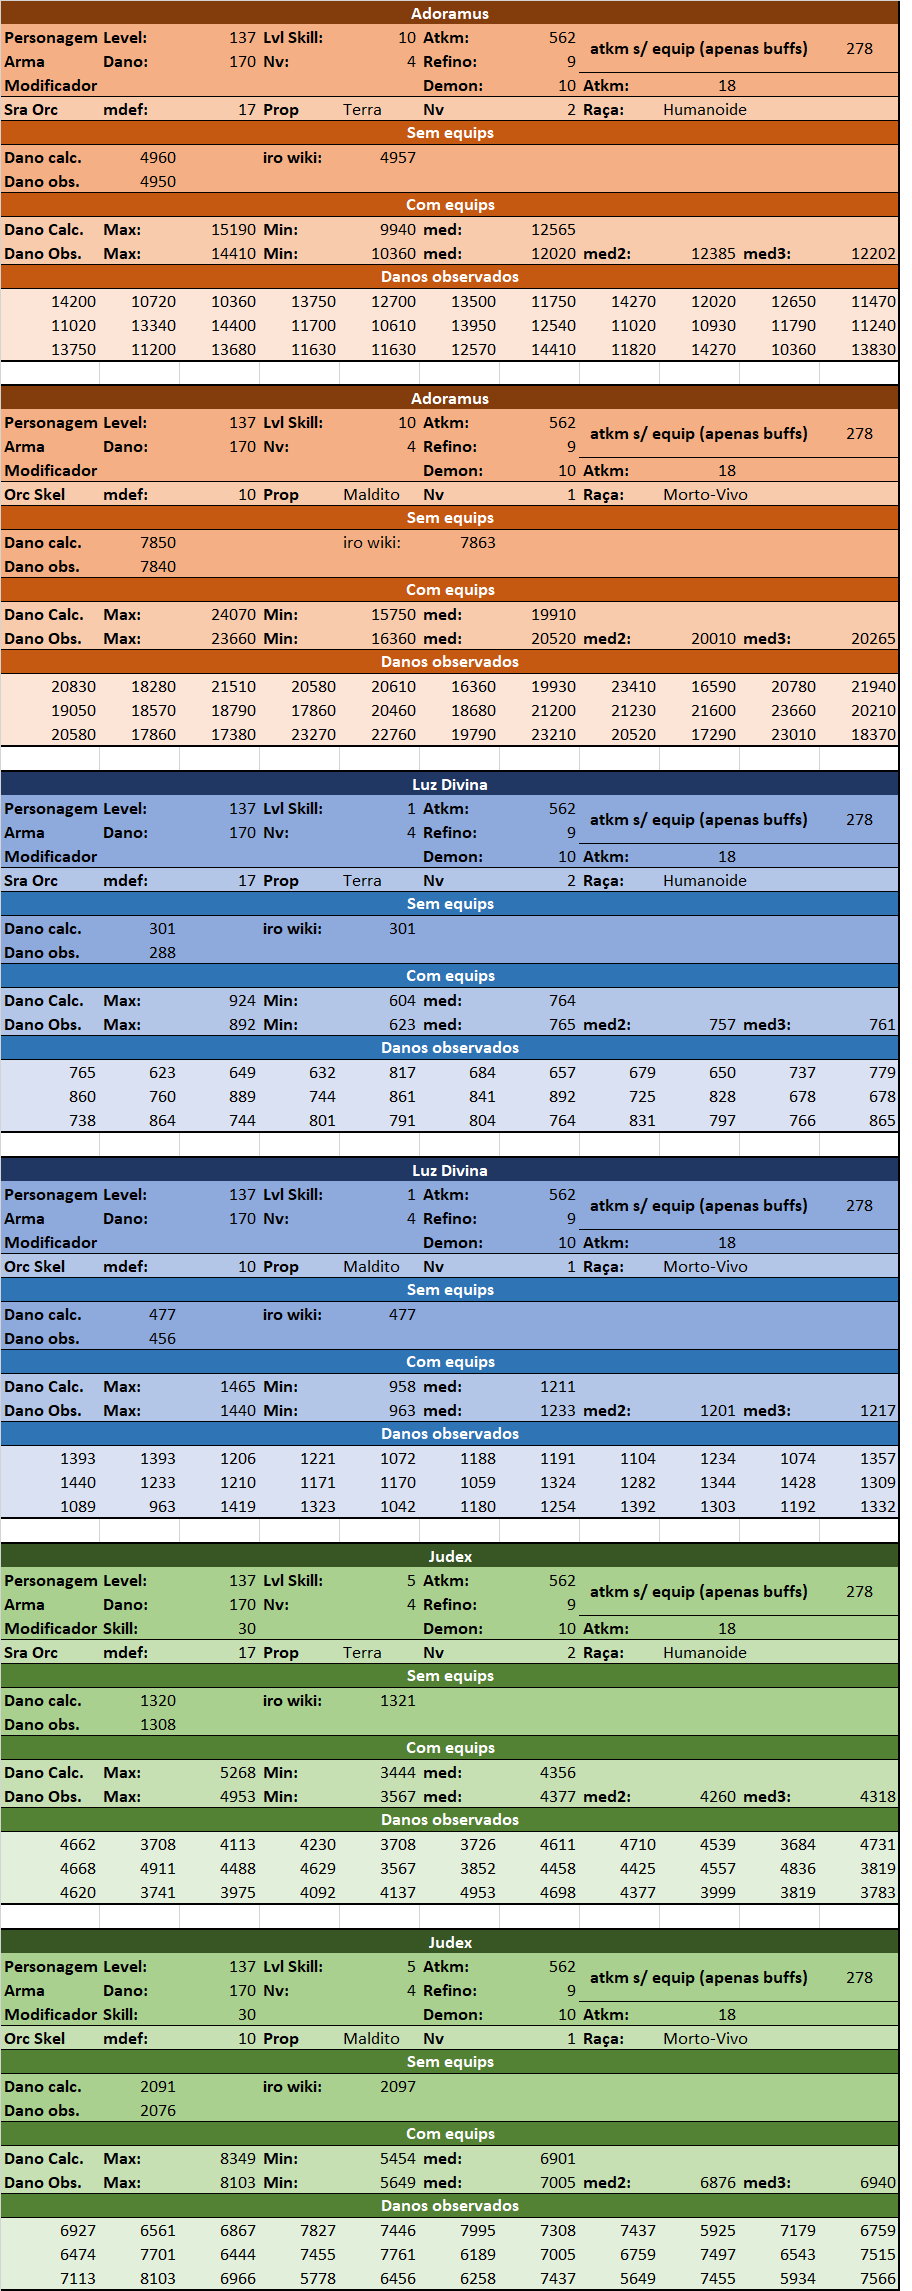 Adoramus
Personagem Level: 137 Lvl Skill: 10 Atkm: 562 atkm s/ equip (apenas buffs) 278
Arma Dano: 170 Nv: 4 Refino: 9
Modificador Demon: 10 Atkm: 18
Sra Orc mdef: 17 Prop Terra Nv 2 Raça: Humanoide
Sem equips
Dano calc. 4960 iro wiki: 4957
Dano obs. 4950
Com equips
Dano Calc. Max: 15190 Min: 9940 med: 12565
Dano Obs. Max: 14410 Min: 10360 med: 12020 med2: 12385 med3: 12202
Danos observados
14200 10720 10360 13750 12700 13500 11750 14270 12020 12650 11470
11020 13340 14400 11700 10610 13950 12540 11020 10930 11790 11240
13750 11200 13680 11630 11630 12570 14410 11820 14270 10360 13830
Adoramus
Personagem Level: 137 Lvl Skill: 10 Atkm: 562 atkm s/ equip (apenas buffs) 278
Arma Dano: 170 Nv: 4 Refino: 9
Modificador Demon: 10 Atkm: 18
Orc Skel mdef: 10 Prop Maldito Nv 1 Raça: Morto-Vivo
Sem equips
Dano calc. 7850 iro wiki: 7863
Dano obs. 7840
Com equips
Dano Calc. Max: 24070 Min: 15750 med: 19910
Dano Obs. Max: 23660 Min: 16360 med: 20520 med2: 20010 med3: 20265
Danos observados
20830 18280 21510 20580 20610 16360 19930 23410 16590 20780 21940
19050 18570 18790 17860 20460 18680 21200 21230 21600 23660 20210
20580 17860 17380 23270 22760 19790 23210 20520 17290 23010 18370
Luz Divina
Personagem Level: 137 Lvl Skill: 1 Atkm: 562 atkm s/ equip (apenas buffs) 278
Arma Dano: 170 Nv: 4 Refino: 9
Modificador Demon: 10 Atkm: 18
Sra Orc mdef: 17 Prop Terra Nv 2 Raça: Humanoide
Sem equips
Dano calc. 301 iro wiki: 301
Dano obs. 288
Com equips
Dano Calc. Max: 924 Min: 604 med: 764
Dano Obs. Max: 892 Min: 623 med: 765 med2: 757 med3: 761
Danos observados
765 623 649 632 817 684 657 679 650 737 779
860 760 889 744 861 841 892 725 828 678 678
738 864 744 801 791 804 764 831 797 766 865
Luz Divina
Personagem Level: 137 Lvl Skill: 1 Atkm: 562 atkm s/ equip (apenas buffs) 278
Arma Dano: 170 Nv: 4 Refino: 9
Modificador Demon: 10 Atkm: 18
Orc Skel mdef: 10 Prop Maldito Nv 1 Raça: Morto-Vivo
Sem equips
Dano calc. 477 iro wiki: 477
Dano obs. 456
Com equips
Dano Calc. Max: 1465 Min: 958 med: 1211
Dano Obs. Max: 1440 Min: 963 med: 1233 med2: 1201 med3: 1217
Danos observados
1393 1393 1206 1221 1072 1188 1191 1104 1234 1074 1357
1440 1233 1210 1171 1170 1059 1324 1282 1344 1428 1309
1089 963 1419 1323 1042 1180 1254 1392 1303 1192 1332
Judex
Personagem Level: 137 Lvl Skill: 5 Atkm: 562 atkm s/ equip (apenas buffs) 278
Arma Dano: 170 Nv: 4 Refino: 9
Modificador Skill: 30 Demon: 10 Atkm: 18
Sra Orc mdef: 17 Prop Terra Nv 2 Raça: Humanoide
Sem equips
Dano calc. 1320 iro wiki: 1321
Dano obs. 1308
Com equips
Dano Calc. Max: 5268 Min: 3444 med: 4356
Dano Obs. Max: 4953 Min: 3567 med: 4377 med2: 4260 med3: 4318
Danos observados
4662 3708 4113 4230 3708 3726 4611 4710 4539 3684 4731
4668 4911 4488 4629 3567 3852 4458 4425 4557 4836 3819
4620 3741 3975 4092 4137 4953 4698 4377 3999 3819 3783
Judex
Personagem Level: 137 Lvl Skill: 5 Atkm: 562 atkm s/ equip (apenas buffs) 278
Arma Dano: 170 Nv: 4 Refino: 9
Modificador Skill: 30 Demon: 10 Atkm: 18
Orc Skel mdef: 10 Prop Maldito Nv 1 Raça: Morto-Vivo
Sem equips
Dano calc. 2091 iro wiki: 2097
Dano obs. 2076
Com equips
Dano Calc. Max: 8349 Min: 5454 med: 6901
Dano Obs. Max: 8103 Min: 5649 med: 7005 med2: 6876 med3: 6940
Danos observados
6927 6561 6867 7827 7446 7995 7308 7437 5925 7179 6759
6474 7701 6444 7455 7761 6189 7005 6759 7497 6543 7515
7113 8103 6966 5778 6456 6258 7437 5649 7455 5934 7566